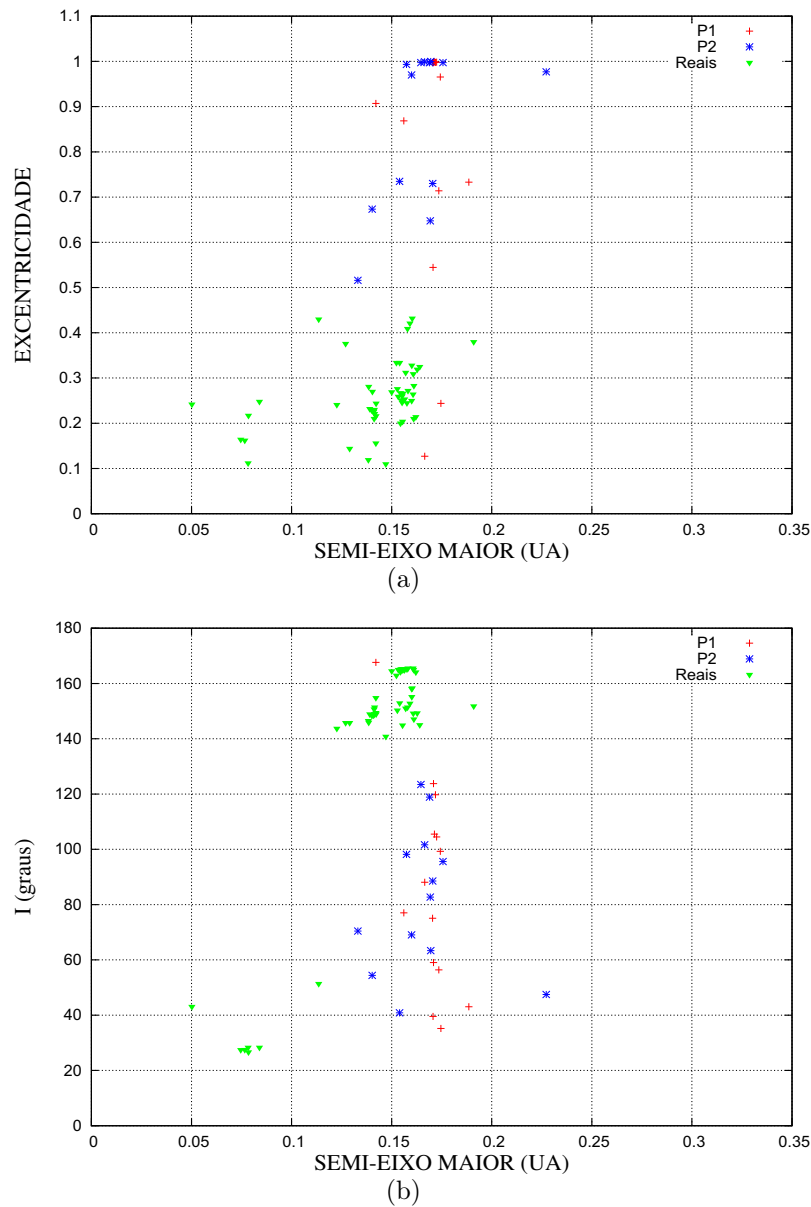 1.1
1
0.9
0.8
0.7
0.6
0.5
0.4
0.3
0.2
0.1
0
EXCENTRICIDADE
P1
P2
Reais
0 0.05 0.1 0.15 0.2 0.25 0.3 0.35
SEMI-EIXO MAIOR (UA)
(a)
180
160
140
120
100
80
60
40
20
0
I (graus)
P1
P2
Reais
0 0.05 0.1 0.15 0.2 0.25 0.3 0.35
SEMI-EIXO MAIOR (UA)
(b)